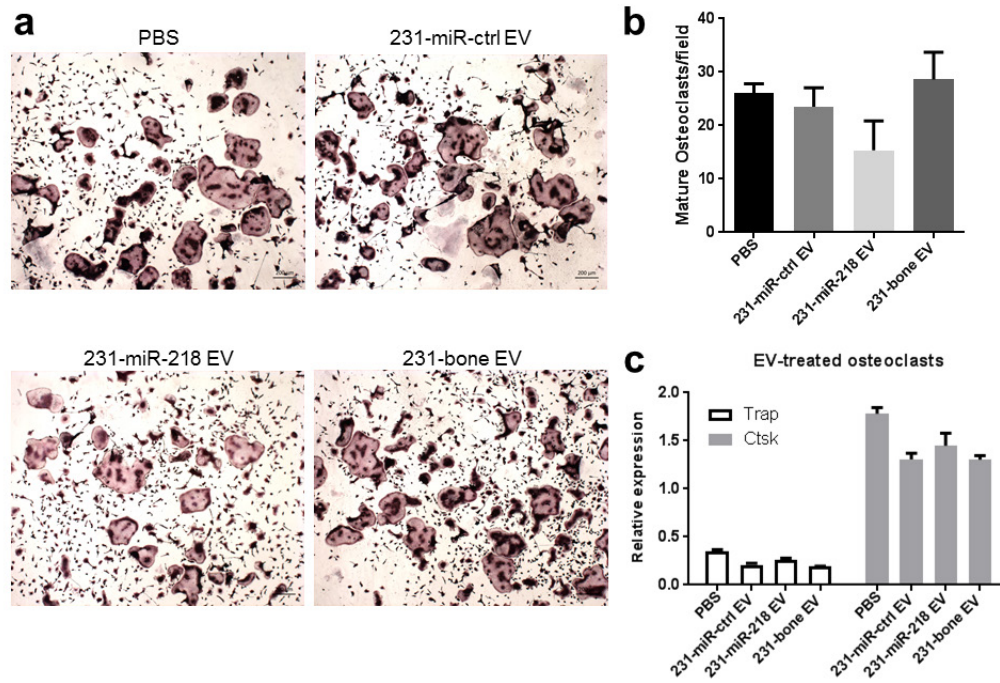 a
PBS
231-miR-ctrl EV
200 µm
200 µm
231-miR-218 EV
231-bone EV
b
Mature Osteoclasts/field
40
30
20
10
0
PBS
231-miR-ctrl EV
231-miR-218 EV
231-bone EV
c
EV-treated osteoclasts
Relative expression
2.0
1.5
1.0
0.5
0.0
Trap
Ctsk
PBS
231-miR-ctrl EV
231-miR-218 EV
231-bone EV
PBS
231-miR-ctrl EV
231-miR-218 EV
231-bone EV